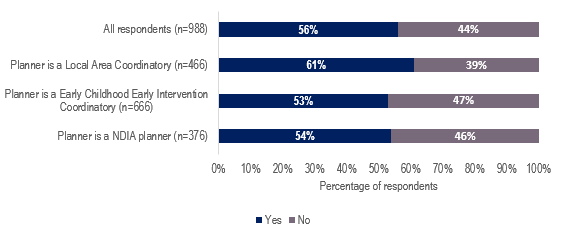 All respondents (n=988)
56%
44%
Planner is a Local Area Coordinatory (n=466)
61%
39%
Planner is a Early Childhood Early Intervention
Coordinatory (n=666)
53%
47%
Planner is a NDIA planner (n=376)
54%
46%
0% 10% 20% 30% 40% 50% 60% 70% 80% 90% 100%
Percentage of respondents
Yes No